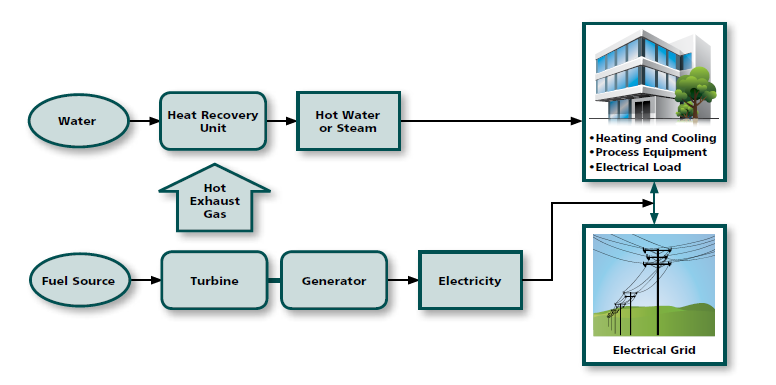 Water
Heat Recovery
Unit
Hot Water
or Steam
•Heating and Cooling
•Process Equipment
•Electrical Load
Hot
Exhaust
Gas
Fuel Source
Turbine
Generator
Electricity
Electrical Grid